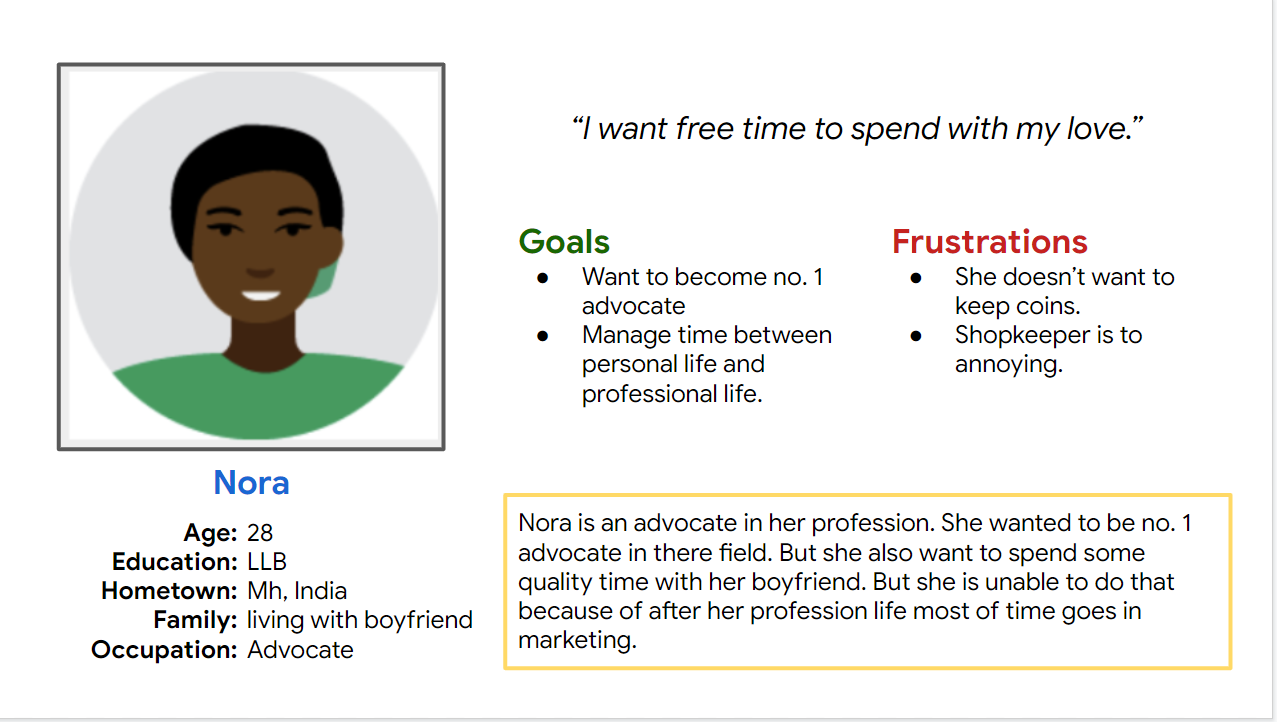 “I want free time to spend with my love.”
Goals
● Want to become no. 1
advocate
● Manage time between
personal life and
professional life.
Frustrations
● She doesn’t want to
keep coins.
● Shopkeeper is to
annoying.
Nora
Age: 28
Education: LLB
Hometown: Mh, India
Family: living with boyfriend
Occupation: Advocate
Nora is an advocate in her profession. She wanted to be no. 1
advocate in there field. But she also want to spend some
quality time with her boyfriend. But she is unable to do that
because of after her profession life most of time goes in
marketing.